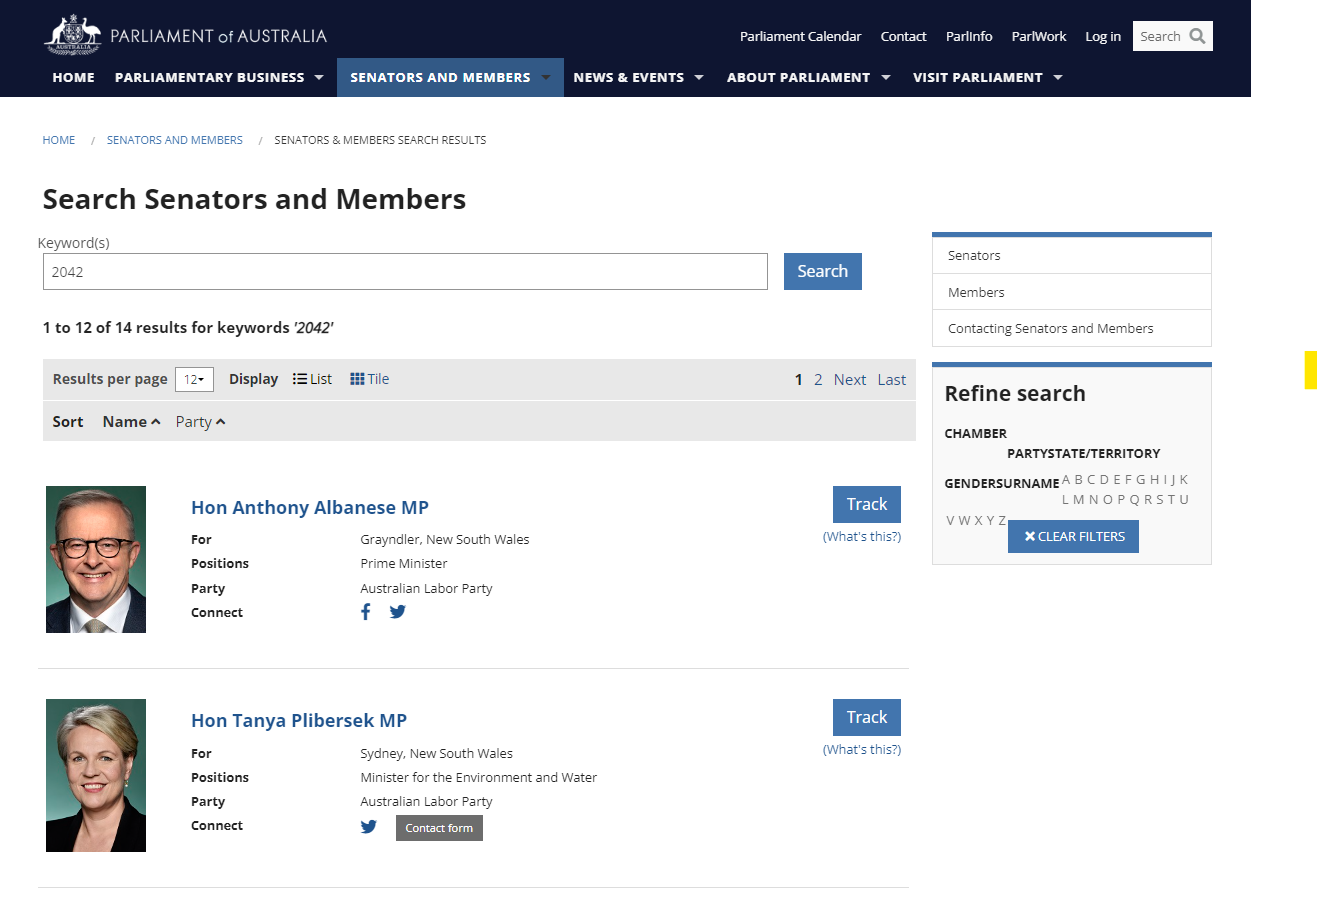 PARLIAMENT of AUSTRALIA
AUSTRALIA
Parliament Calendar Contact ParlInfo ParlWork Log in Search
HOME PARLIAMENTARY BUSINESS SENATORS AND MEMBERS NEWS & EVENTS ABOUT PARLIAMENT VISIT PARLIAMENT
HOME / SENATORS AND MEMBERS / SENATORS & MEMBERS SEARCH RESULTS
Search Senators and Members
Keyword(s)
2042 Search
1 to 12 of 14 results for keywords '2042'
Results per page 12 Display List Tile 1 2 Next Last
Sort Name Party
Hon Anthony Albanese MP
Track
(What's this?)
For Grayndler, New South Wales
Positions Prime Minister
Party Australian Labor Party
Connect
Hon Tanya Plibersek MP
Track
(What's this?)
For Sydney, New South Wales
Positions Minister for the Environment and Water
Party Australian Labor Party
Connect Contact form
Senators
Members
Contacting Senators and Members
Refine search
CHAMBER
PARTYSTATE/TERRITORY
GENDERSURNAME A B C D E F G H I J K
L M N O P Q R S T U
V W X Y Z
CLEAR FILTERS